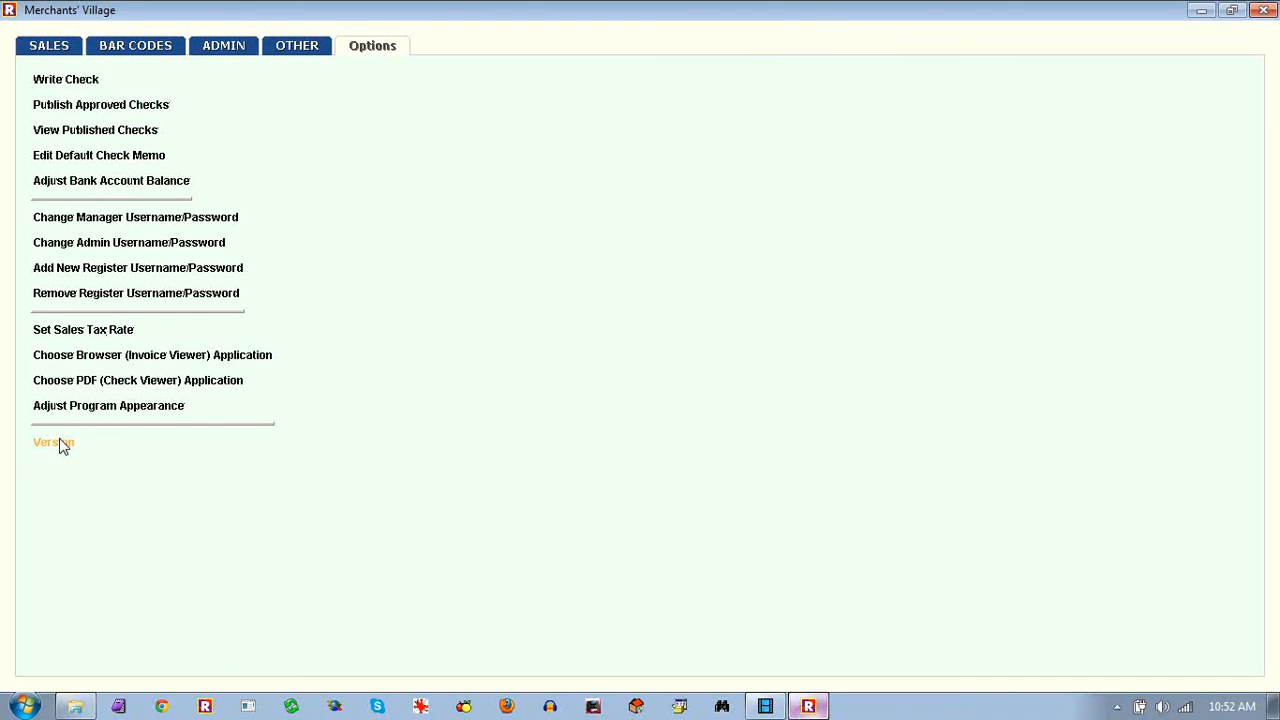 Merchants' Village
SALES BAR CODES ADMIN OTHER Options
Write Check
Publish Approved Checks
View Published Checks
Edit Default Check Memo
Adjust Bank Account Balance
Change Manager Username/Password
Change Admin Username/Password
Add New Register Username/Password
Remove Register Username/Password
Set Sales Tax Rate
Choose Browser (Invoice Viewer) Application
Choose PDF (Check Viewer) Application
Adjust Program Appearance
Version
10:52 AM